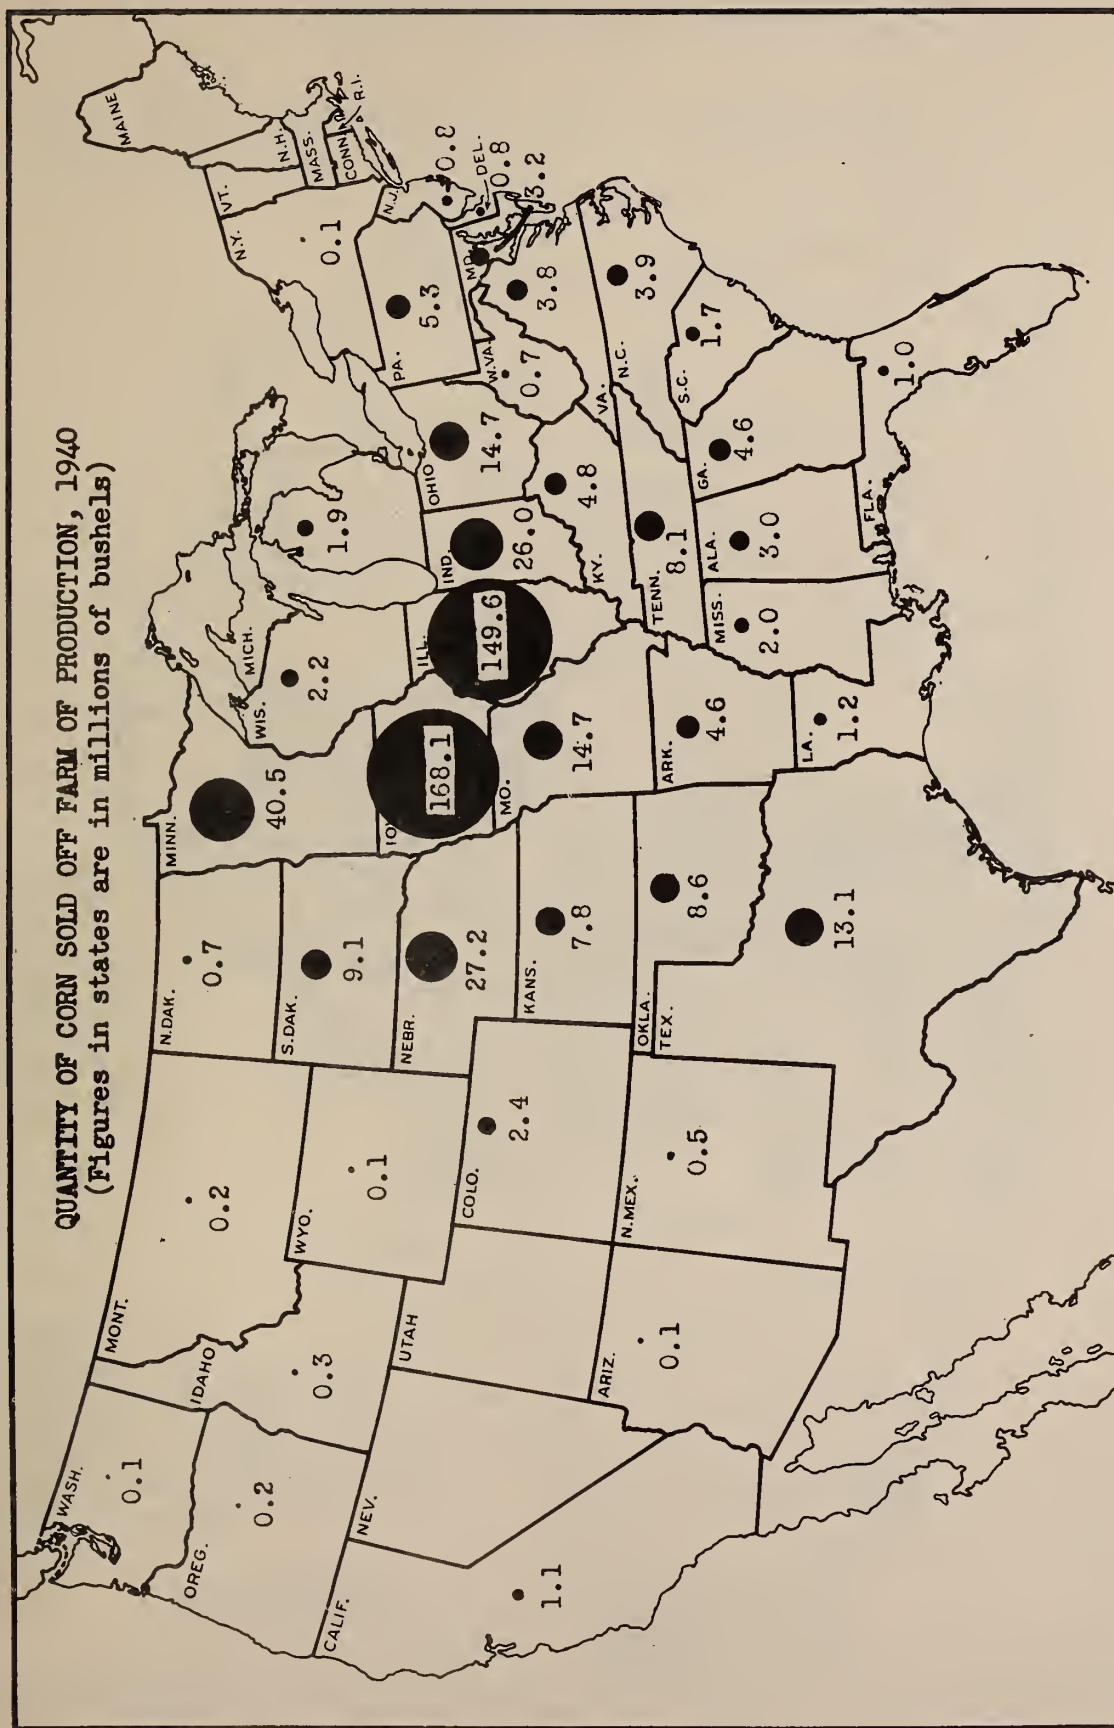 QUANTITY OF CORN SOLD OFF FARM OF PRODUCTION, 1940
(Figures in states are in millions of bushels)
WASH.
0.1
OREG.
0.2
CALIF.
1.1
NEV.
IDAHO
0.3
MONT.
0.2
WYO.
0.1
UTAH
ARIZ.
0.1
COLO.
2.4
N.MEX.
0.5
N.DAK.
0.7
S.DAK.
9.1
NEBR.
27.2
KANS.
7.8
OKLA.
8.6
TEX.
13.1
MINN.
40.5
168.1
MO.
14.7
ARK.
4.6
LA.
1.2
WIS.
2.2
MICH.
1.9
ILL.
149.6
IND.
26.0
OHIO
14.7
KY.
4.8
TENN.
8.1
MISS.
2.0
ALA.
3.0
GA.
4.6
FLA.
1.0
S.C.
1.7
N.C.
3.9
VA.
3.8
W.VA.
0.7
MD.
3.2
DEL.
0.8
PA.
5.3
N.J.
0.8
N.Y.
0.1
VT.
N.H.
MAINE
MASS.
CONN.
R.I.